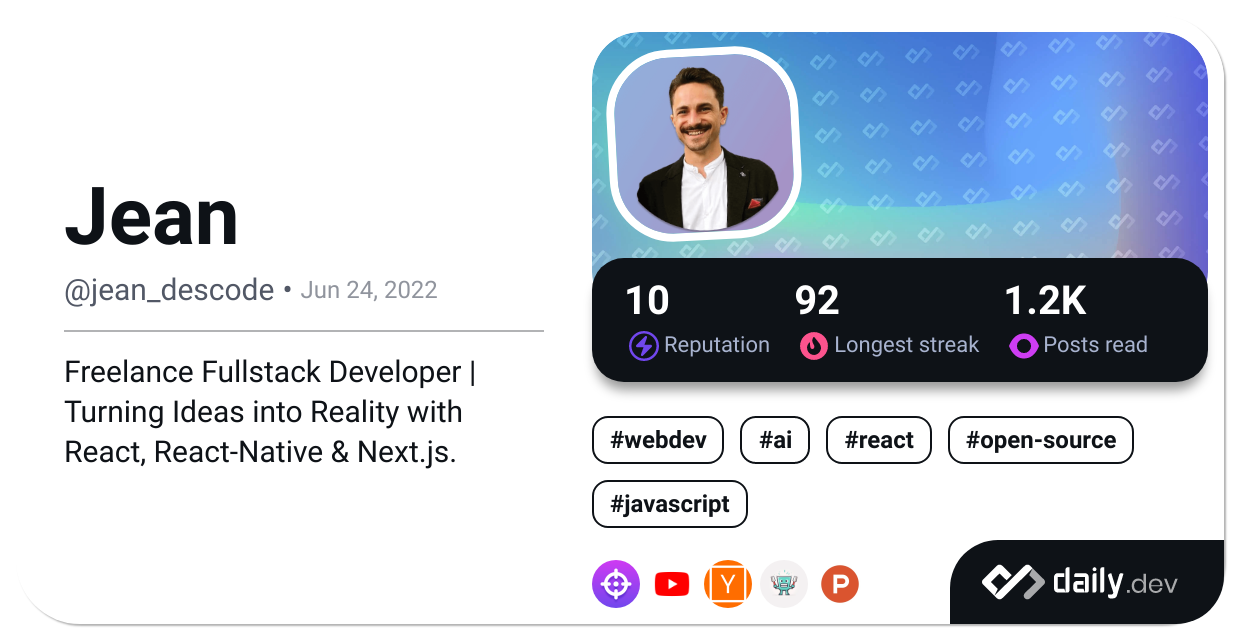 Jean
@jean_descode • Jun 24, 2022
Freelance Fullstack Developer |
Turning Ideas into Reality with
React, React-Native & Next.js.
10 92 1.2K
Reputation Longest streak Posts read
#webdev #ai #react #open-source
#javascript
Y P
daily.dev